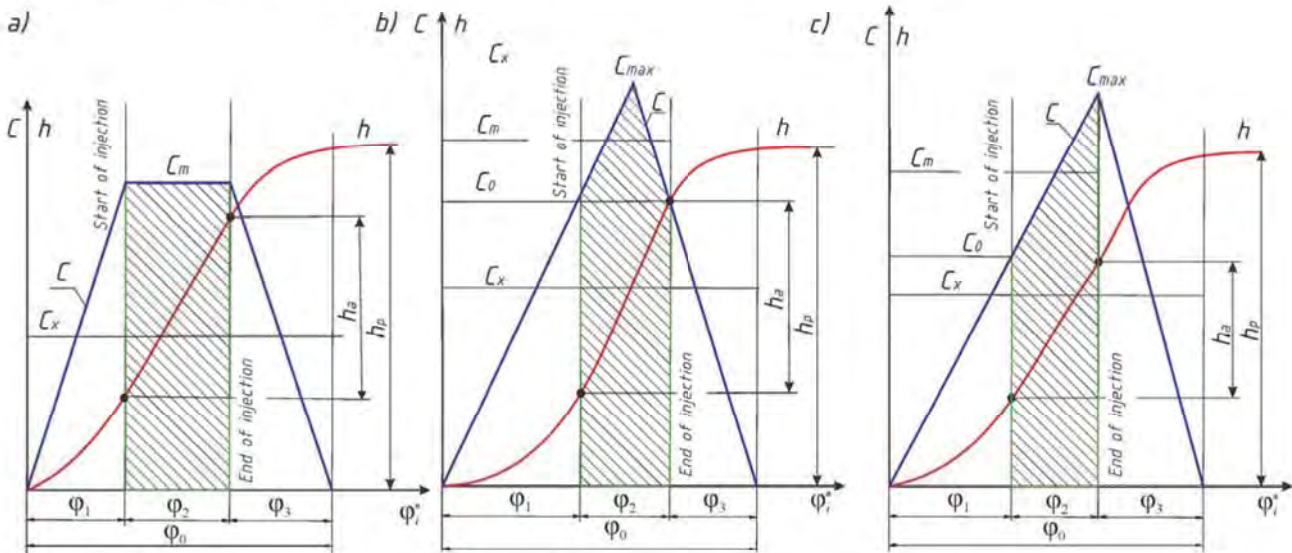 a)
C h
Start of injection
Cm
h
C
Cx
ha
hp
End of injection
φ1 φ2 φ3
φ0
φi*
b) C h
Cx
Cmax
C
Cm
Start of injection
h
C0
Cx
ha
hp
End of injection
φ1 φ2 φ3
φ0
φi*
c)
C h
Cmax
C
h
Cm
Start of injection
C0
Cx
ha
hp
End of injection
φ1 φ2 φ3
φ0